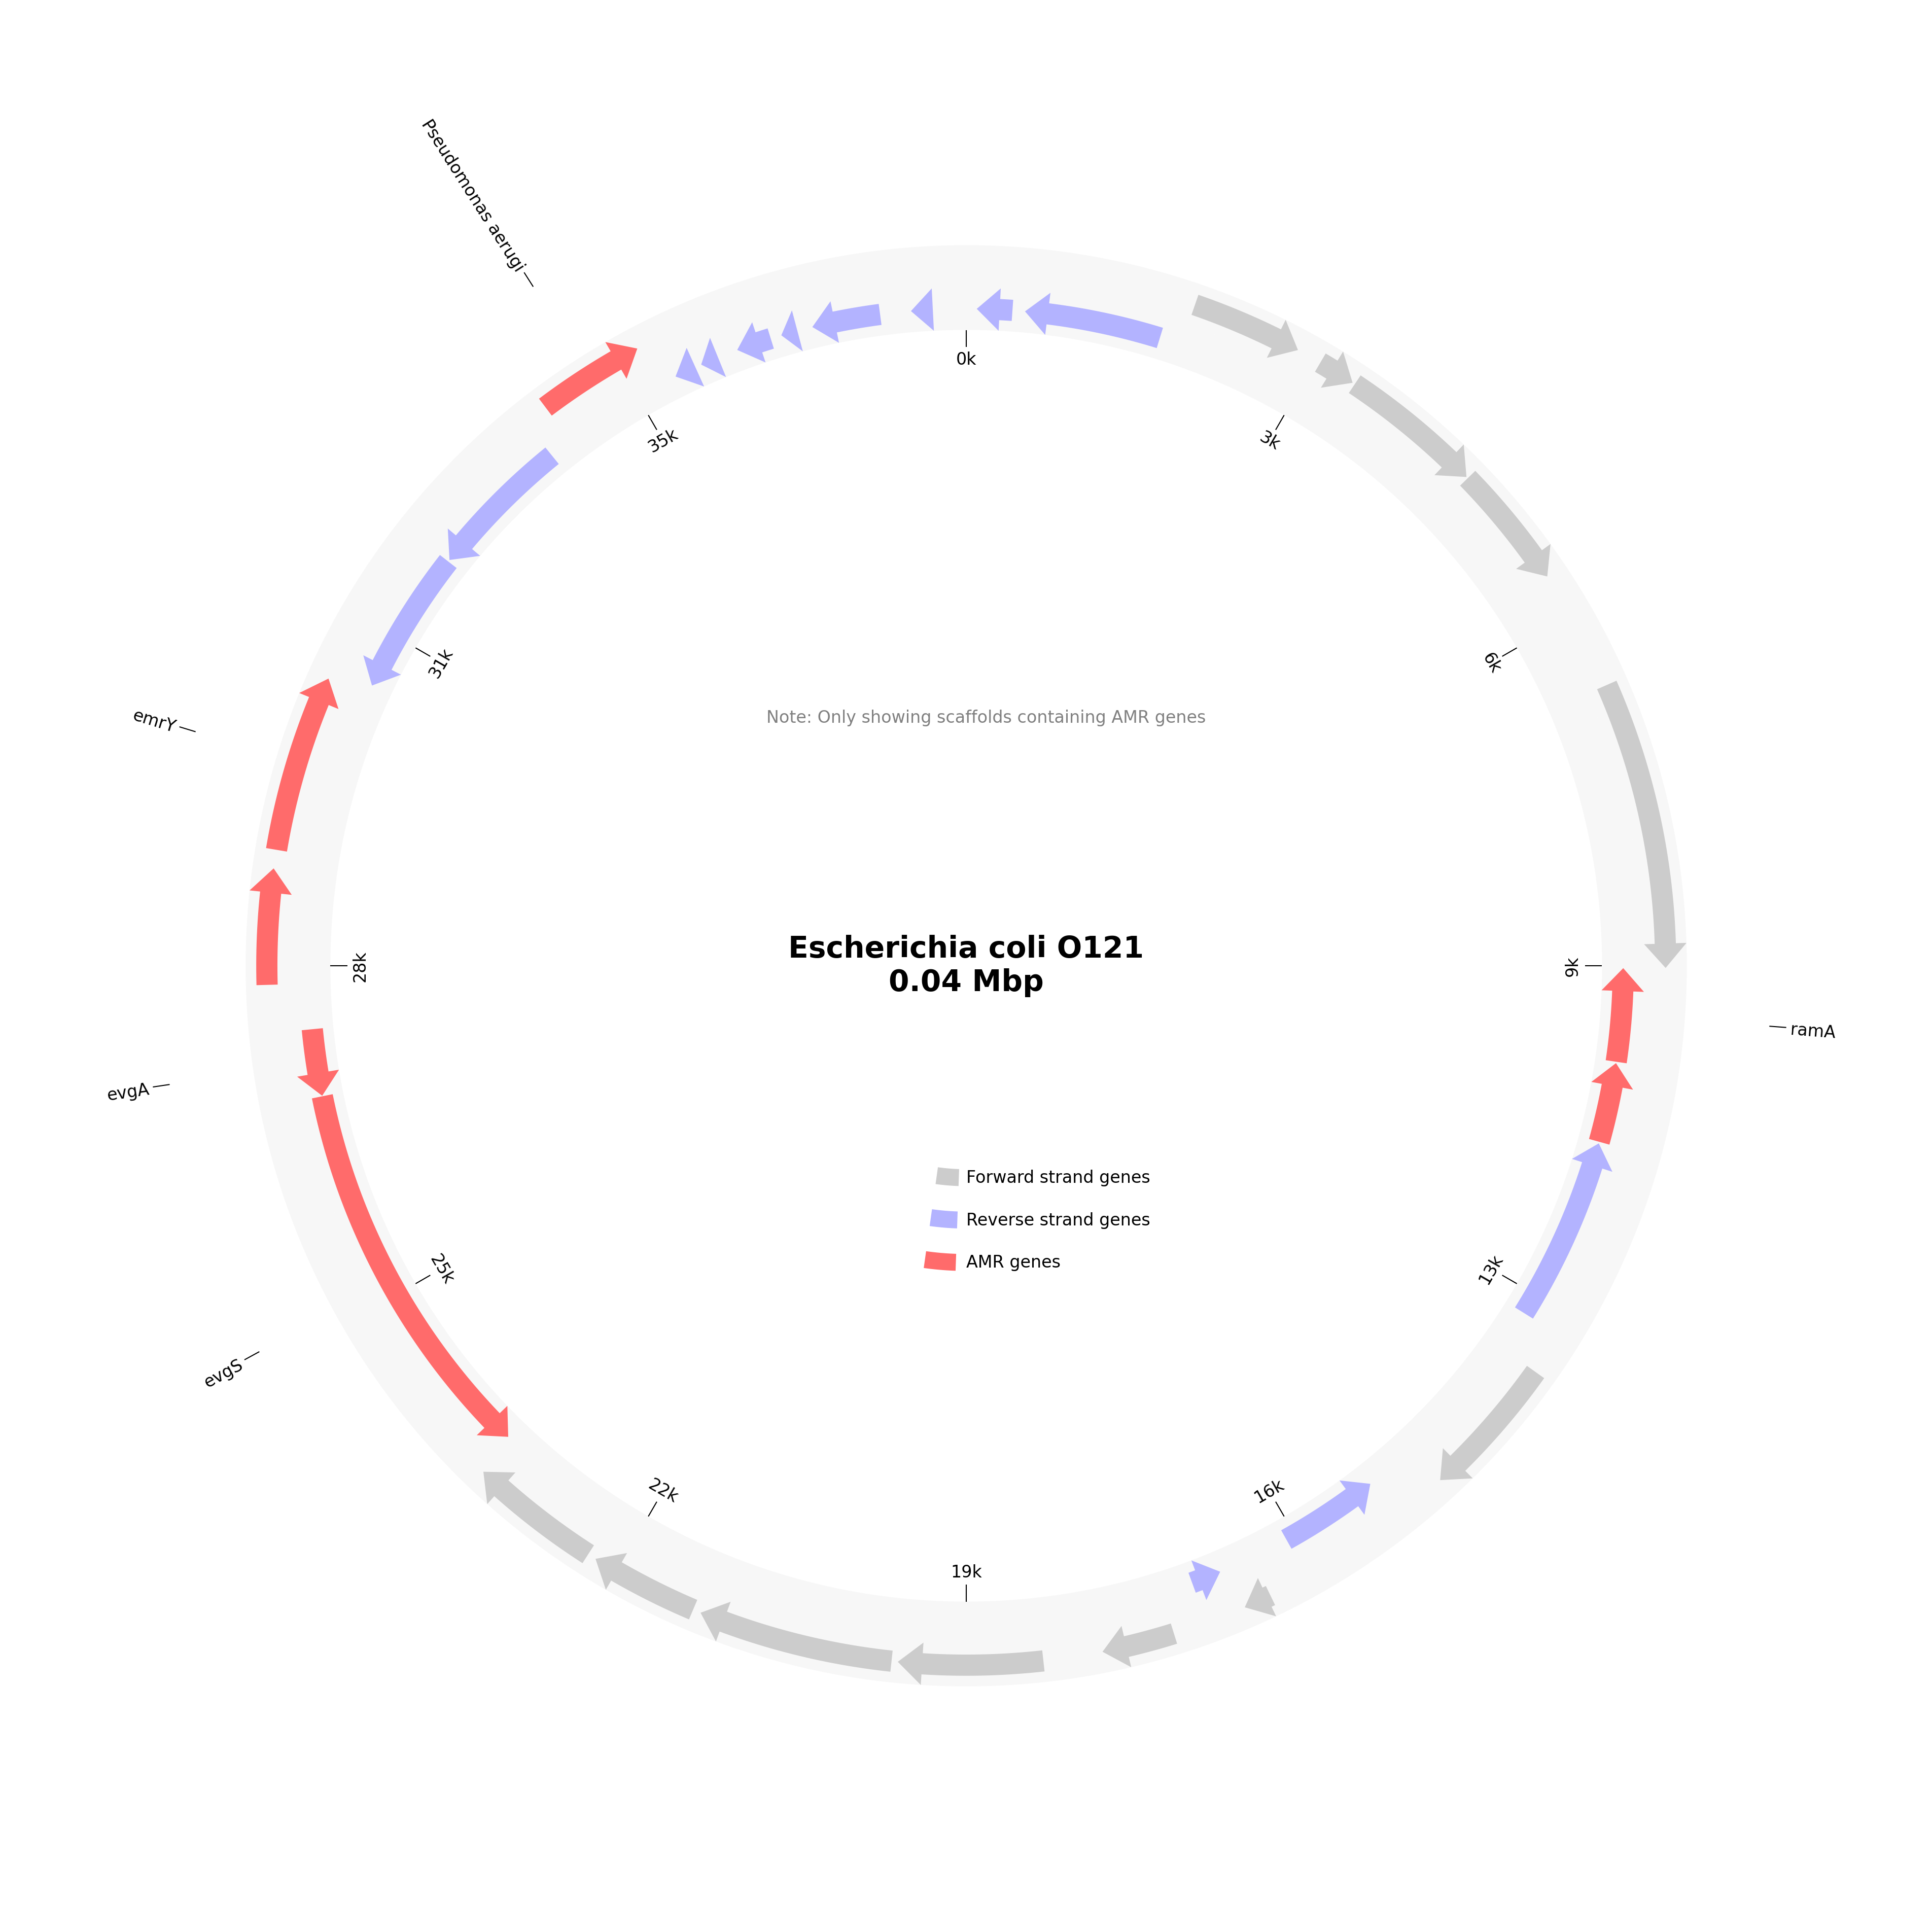 Pseudomonas aerugi
0k
35k
3k
31k
6k
emrY
Note: Only showing scaffolds containing AMR genes
Escherichia coli O121
0.04 Mbp
28k
9k
ramA
evgA
Forward strand genes
Reverse strand genes
AMR genes
25k
13k
evgS
22k
16k
19k